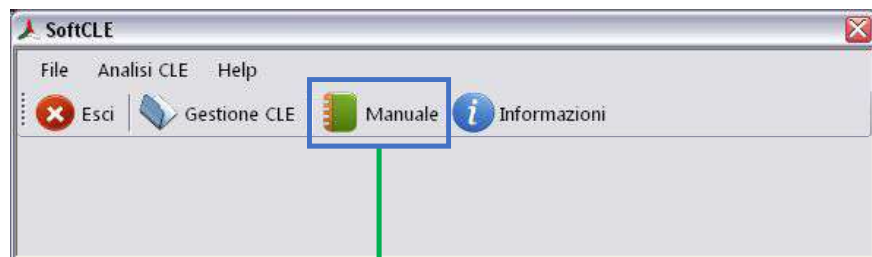 SoftCLE
File Analisi CLE Help
Esci Gestione CLE Manuale i Informazioni